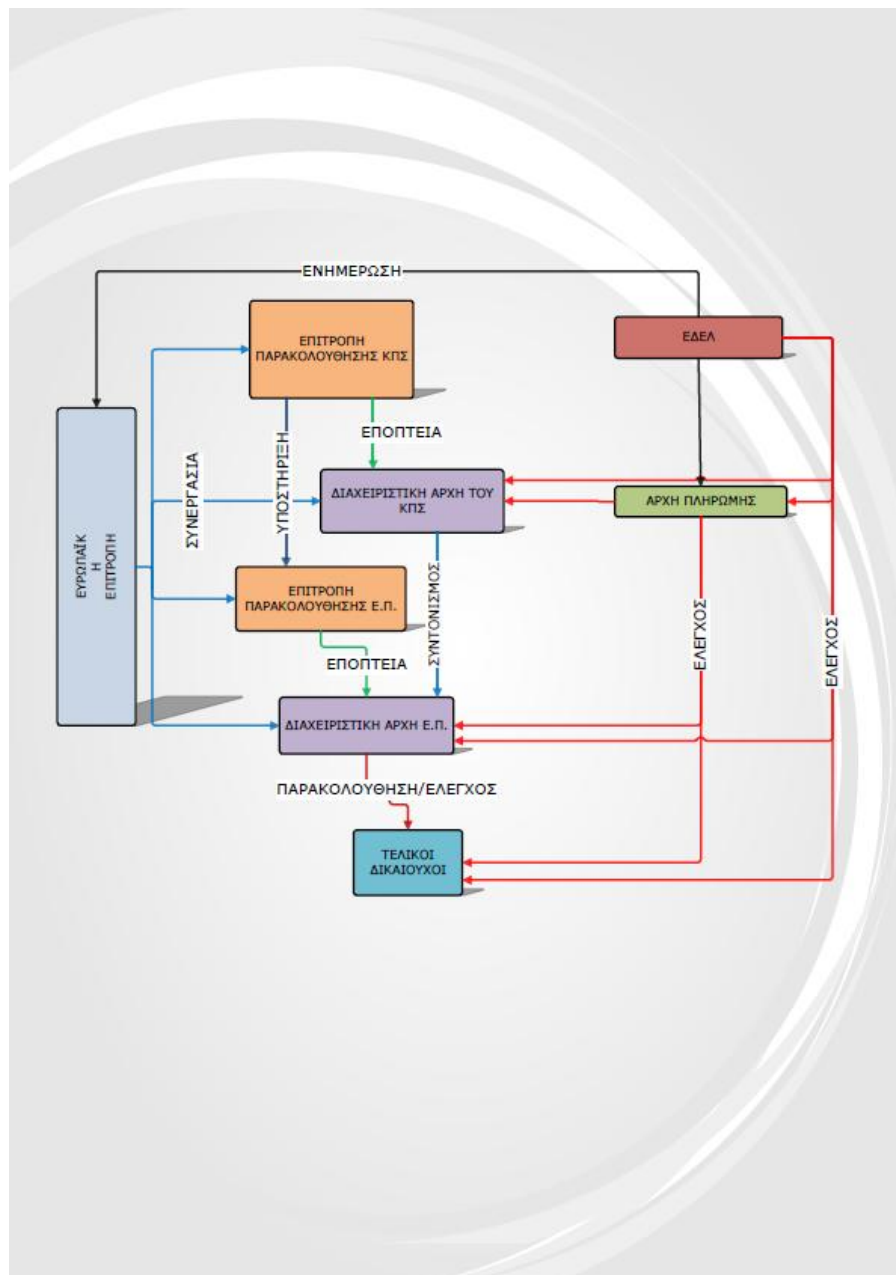 ΕΝΗΜΕΡΩΣΗ
ΕΠΙΤΡΟΠΗ
ΠΑΡΑΚΟΛΟΥΘΗΣΗΣ ΚΠΣ
ΕΔΕΛ
ΕΠΟΠΤΕΙΑ
ΥΠΟΣΤΗΡΙΞΗ
ΣΥΝΕΡΓΑΣΙΑ
ΔΙΑΧΕΙΡΙΣΤΙΚΗ ΑΡΧΗ ΤΟΥ
ΚΠΣ
ΑΡΧΗ ΠΛΗΡΩΜΗΣ
ΕΥΡΩΠΑΪΚ
Η
ΕΠΙΤΡΟΠΗ
ΕΠΙΤΡΟΠΗ
ΠΑΡΑΚΟΛΟΥΘΗΣΗΣ Ε.Π.
ΣΥΝΤΟΝΙΣΜΟΣ
ΕΛΕΓΧΟΣ
ΕΛΕΓΧΟΣ
ΕΠΟΠΤΕΙΑ
ΔΙΑΧΕΙΡΙΣΤΙΚΗ ΑΡΧΗ Ε.Π.
ΠΑΡΑΚΟΛΟΥΘΗΣΗ/ΕΛΕΓΧΟΣ
ΤΕΛΙΚΟΙ
ΔΙΚΑΙΟΥΧΟΙ